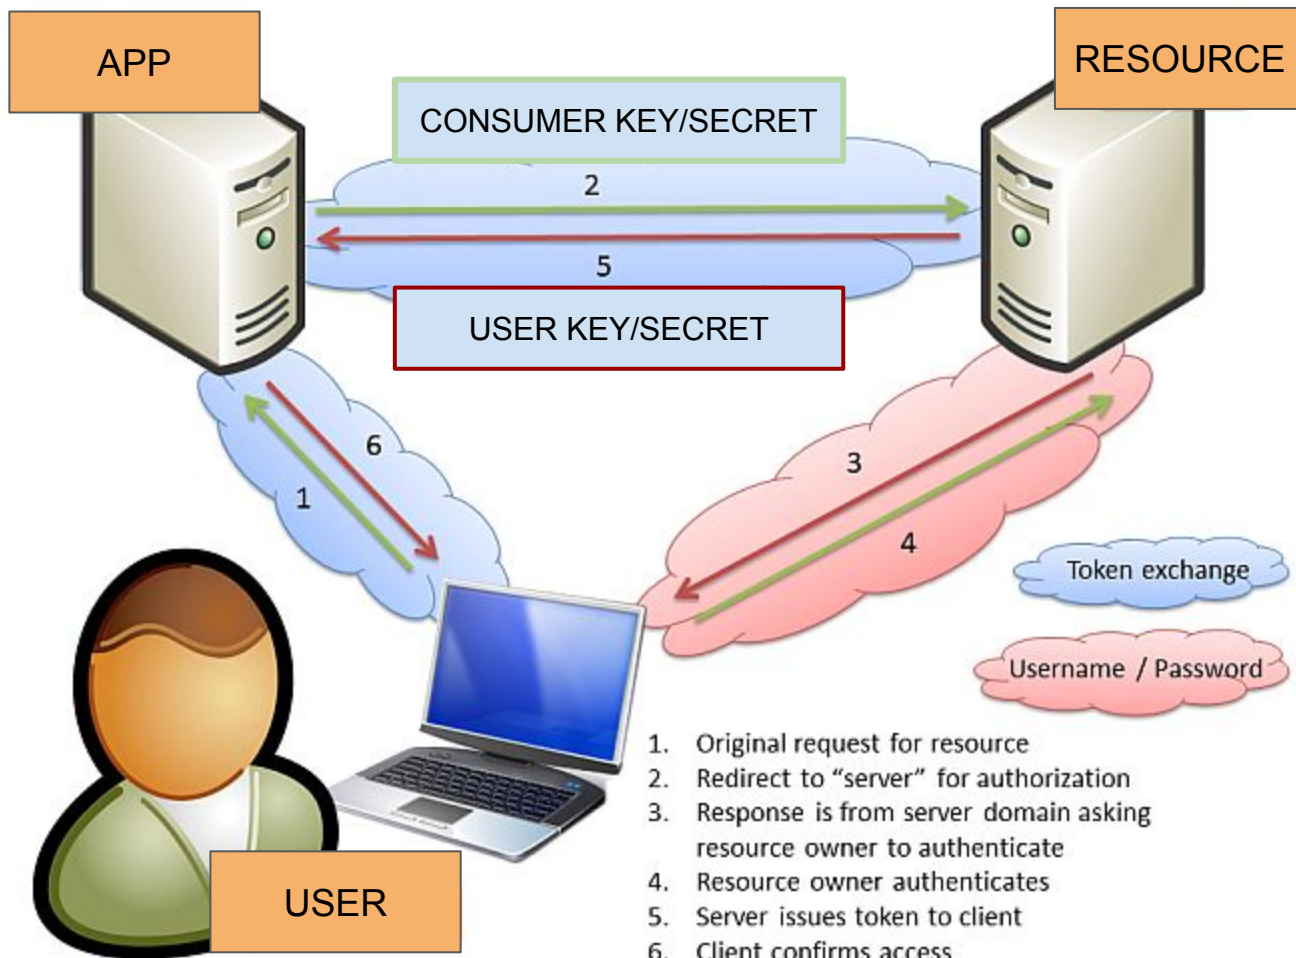 APP
RESOURCE
CONSUMER KEY/SECRET
2
5
USER KEY/SECRET
6
1
3
4
Token exchange
Username / Password
1. Original request for resource
2. Redirect to “server” for authorization
3. Response is from server domain asking
resource owner to authenticate
4. Resource owner authenticates
5. Server issues token to client
6. Client confirms access
USER